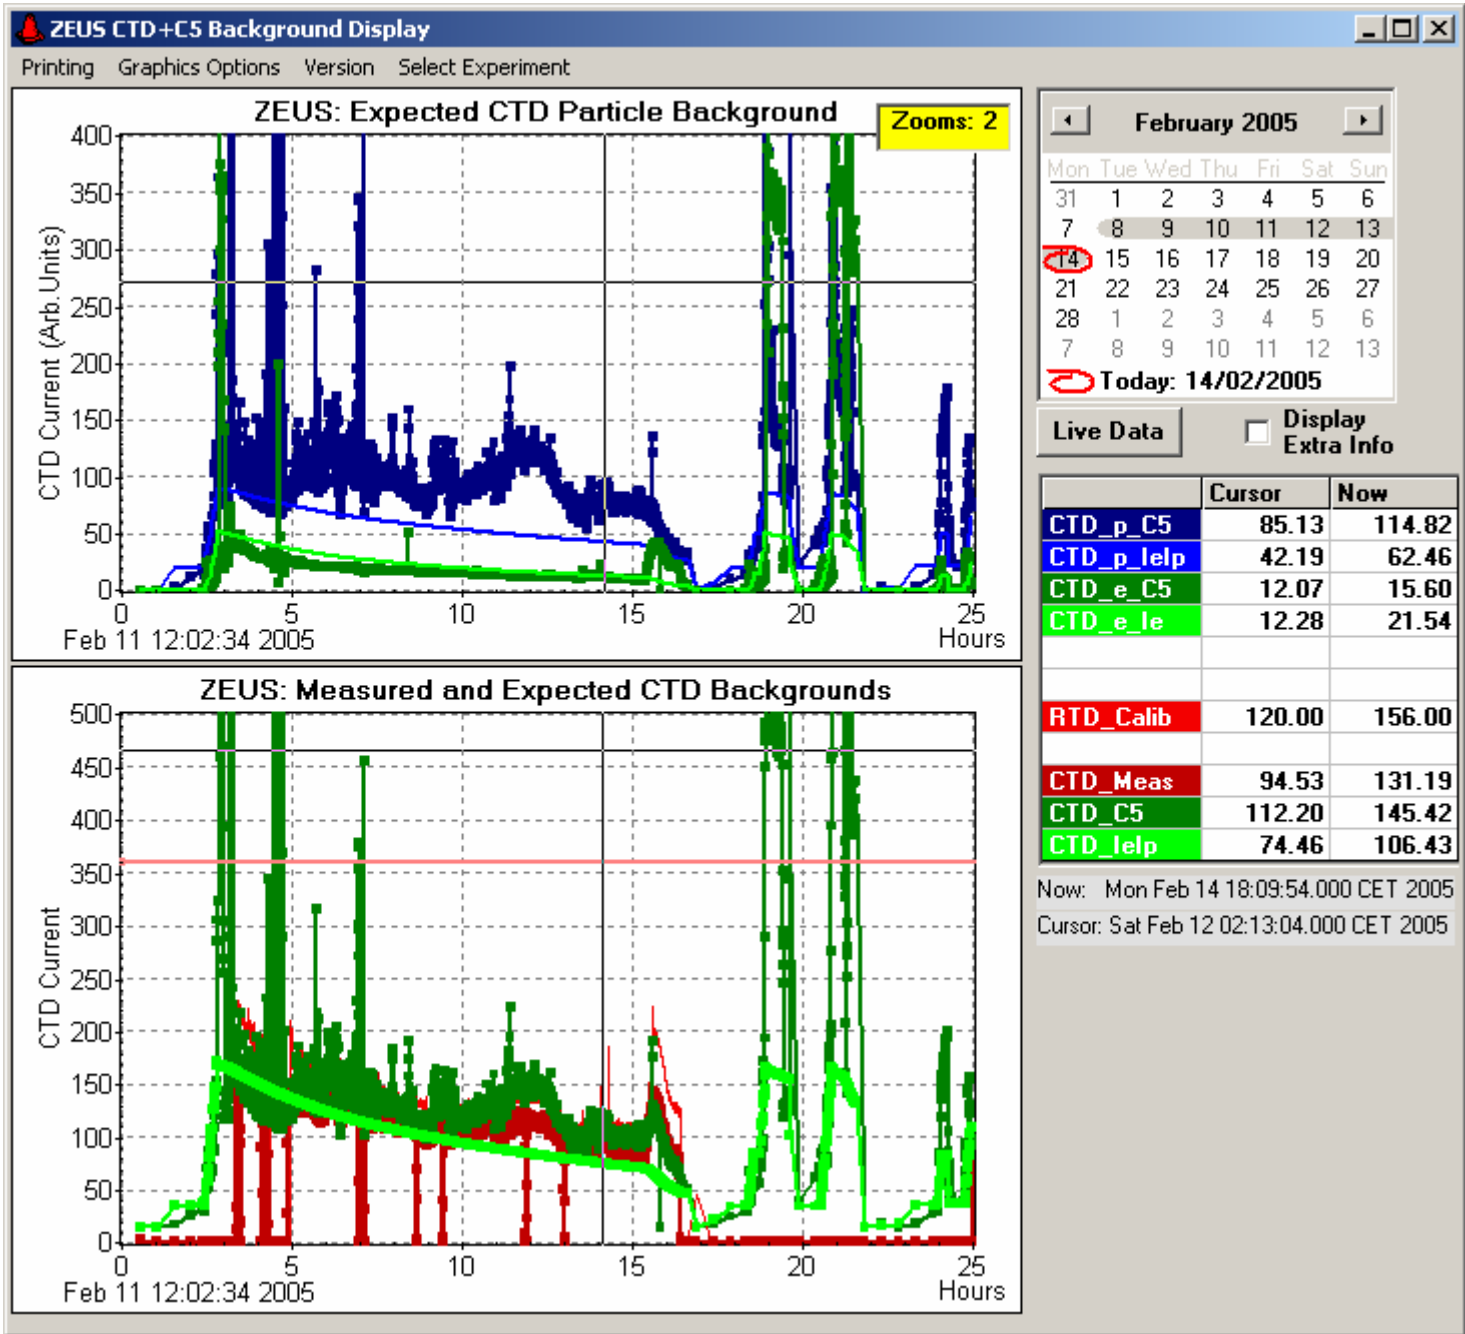 ZEUS CTD+C5 Background Display
Printing Graphics Options Version Select Experiment
ZEUS: Expected CTD Particle Background
Zooms: 2
CTD Current (Arb.Units)
400
350
300
250
200
150
100
50
0
0 5 10 15 20 25
Feb 11 12:02:34 2005 Hours
ZEUS: Measured and Expected CTD Backgrounds
CTD Current
500
450
400
350
300
250
200
150
100
50
0
0 5 10 15 20 25
Feb 11 12:02:34 2005 Hours
February 2005
Mon Tue Wed Thu Fri Sat Sun
31 1 2 3 4 5 6
7 8 9 10 11 12 13
14 15 16 17 18 19 20
21 22 23 24 25 26 27
28 1 2 3 4 5 6
7 8 9 10 11 12 13
Today: 14/02/2005
Live Data
Display
Extra Info
Cursor Now
CTD_p_C5 85.13 114.82
CTD_p_IeIp 42.19 62.46
CTD_e_C5 12.07 15.60
CTD_e_Ie 12.28 21.54
RTD_Calib 120.00 156.00
CTD_Meas 94.53 131.19
CTD_C5 112.20 145.42
CTD_IeIp 74.46 106.43
Now: Mon Feb 14 18:09:54.000 CET 2005
Cursor: Sat Feb 12 02:13:04.000 CET 2005